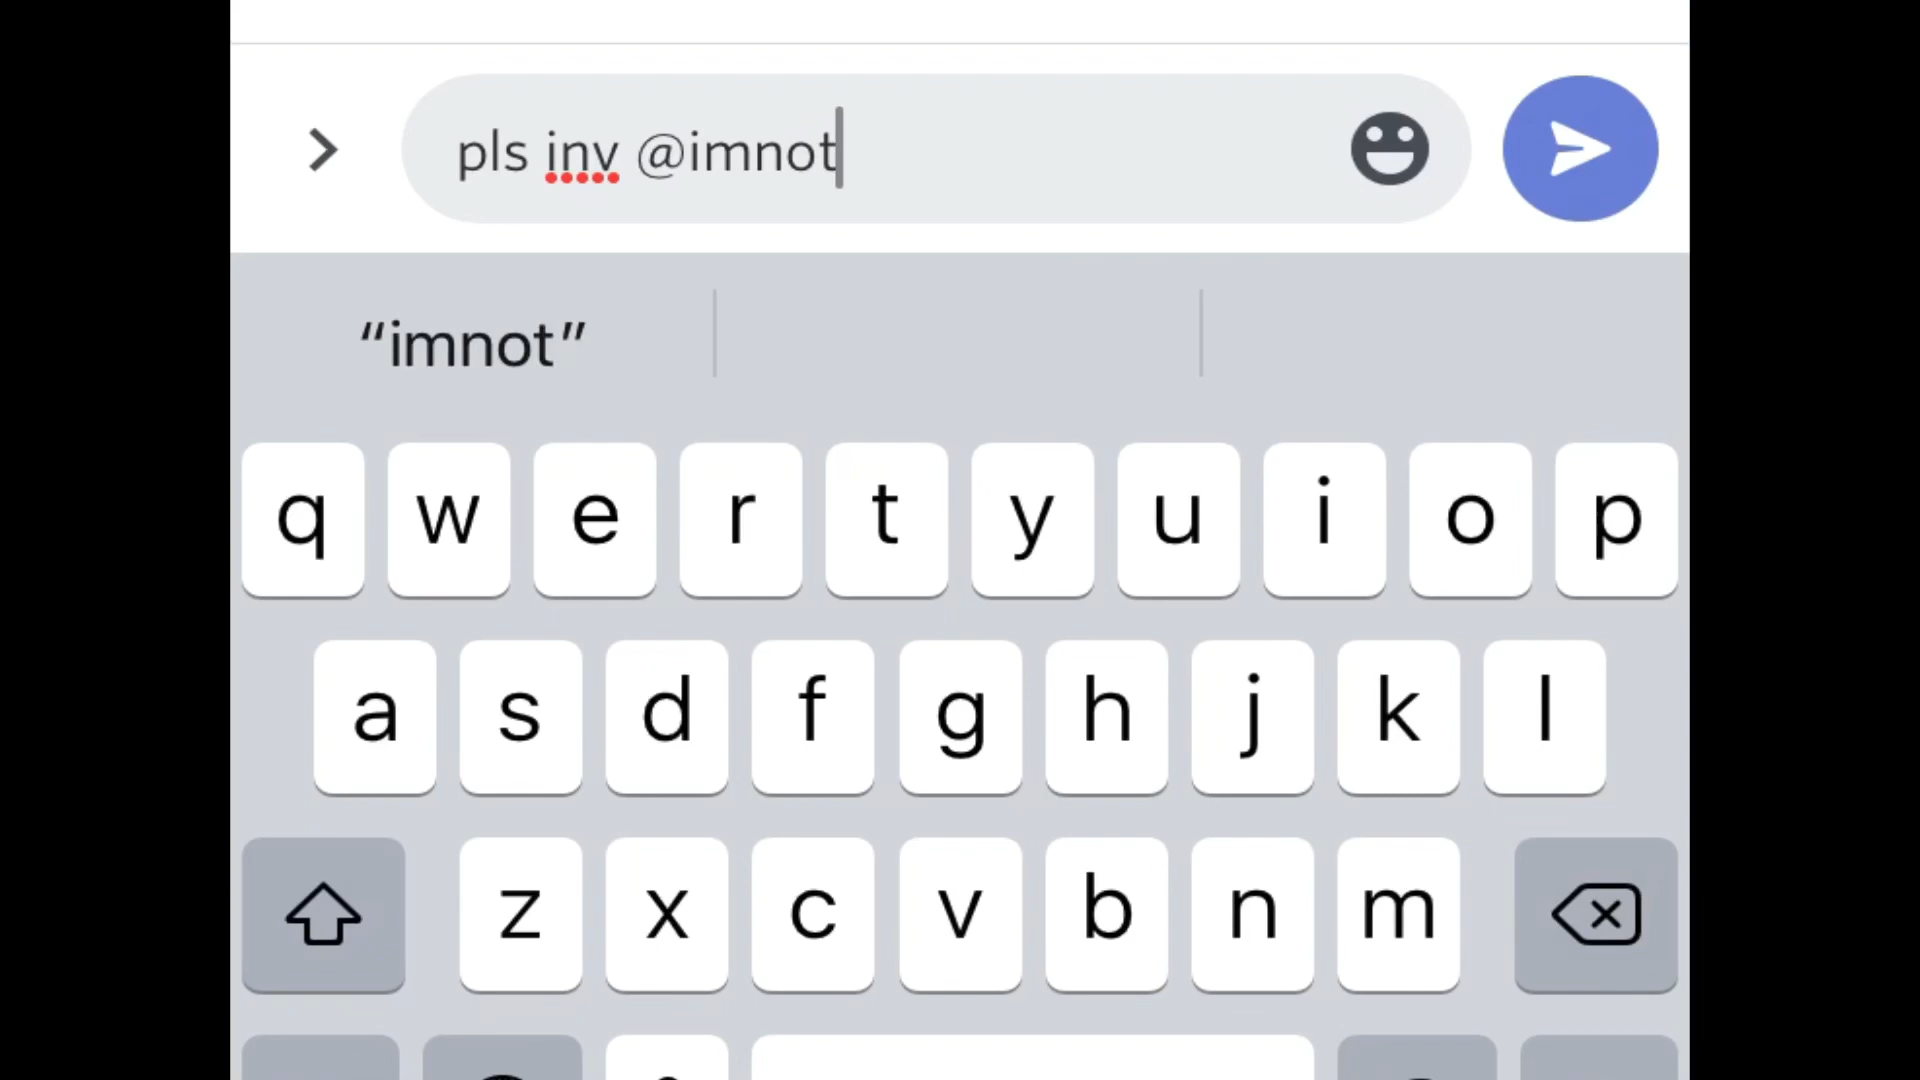 pls inv @imnot
“imnot”
q w e r t y u i o p
a s d f g h j k l
z x c v b n m